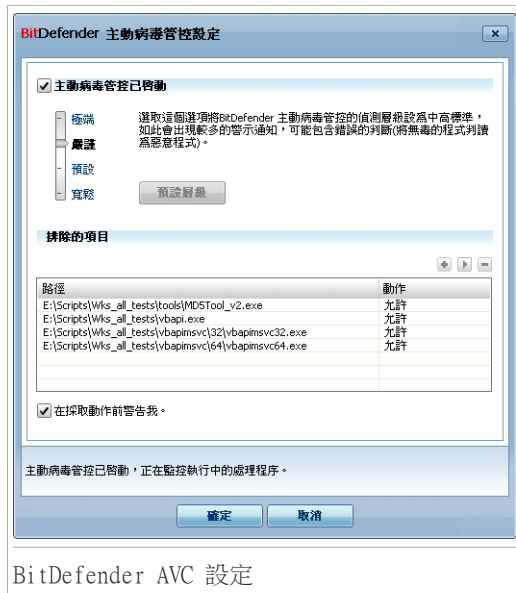 BitDefender 主動病毒管控設定
主動病毒管控已啓動
極端
嚴謹
預設
寬鬆
選取這個選項將BitDefender 主動病毒管控的偵測層級設爲中高標準，
如此會出現較多的警示通知，可能包含錯誤的判斷(將無毒的程式判讀
爲惡意程式)。
預設層級
排除的項目
路徑 動作
E:\Scripts\Wks_all_tests\tools\MD5Tool_v2.exe 允許
E:\Scripts\Wks_all_tests\vbapi.exe 允許
E:\Scripts\Wks_all_tests\vbapimsvc\32\vbapimsvc32.exe 允許
E:\Scripts\Wks_all_tests\vbapimsvc\64\vbapimsvc64.exe 允許
在採取動作前警告我。
主動病毒管控已啓動，正在監控執行中的處理程序。
確定 取消
BitDefender AVC 設定